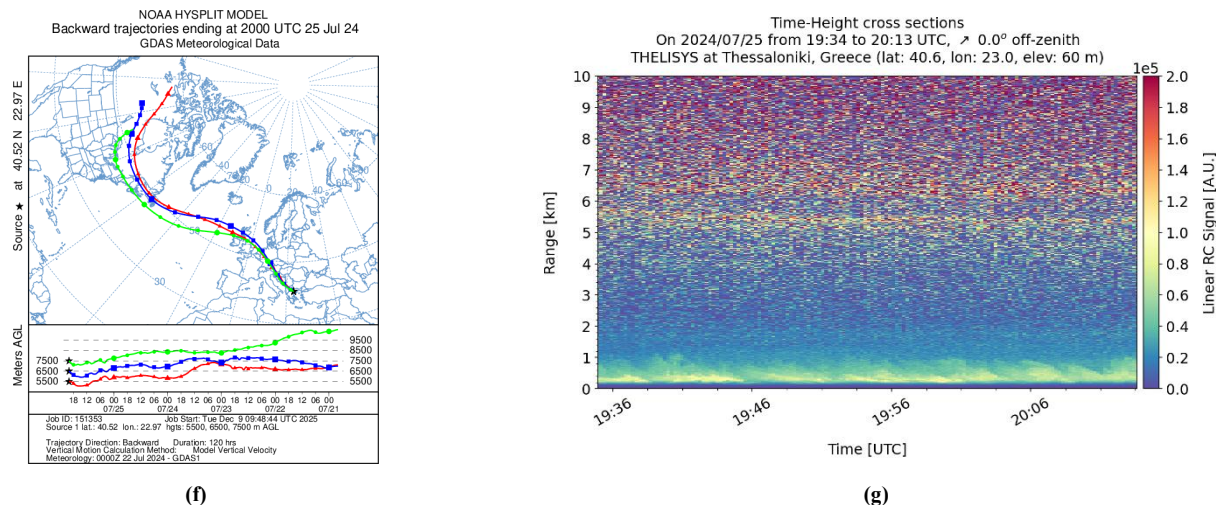 NOAA HYSPLIT MODEL
Backward trajectories ending at 2000 UTC 25 Jul 24
GDAS Meteorological Data
Source ★ at 40.52 N 22.97 E
60
40
20
0
20
40
60
50
30
Meters AGL
7500
6500
5500
9500
8500
7500
6500
5500
18 12 06 00 18 12 06 00 18 12 06 00 18 12 06 00 18 12 06 00
07/25 07/24 07/23 07/22 07/21
Job ID: 151353 Job Start: Tue Dec 9 09:48:44 UTC 2025
Source 1 lat.: 40.52 lon.: 22.97 hgts: 5500, 6500, 7500 m AGL
Trajectory Direction: Backward Duration: 120 hrs
Vertical Motion Calculation Method: Model Vertical Velocity
Meteorology: 0000Z 22 Jul 2024 - GDAS1
(f)
Time-Height cross sections
On 2024/07/25 from 19:34 to 20:13 UTC, ↗ 0.0° off-zenith
THELISYS at Thessaloniki, Greece (lat: 40.6, lon: 23.0, elev: 60 m)
Range [km]
10
9
8
7
6
5
4
3
2
1
0
19:36 19:46 19:56 20:06
Time [UTC]
1e5
2.0
1.8
1.6
1.4
1.2
1.0
0.8
0.6
0.4
0.2
0.0
Linear RC Signal [A.U.]
(g)